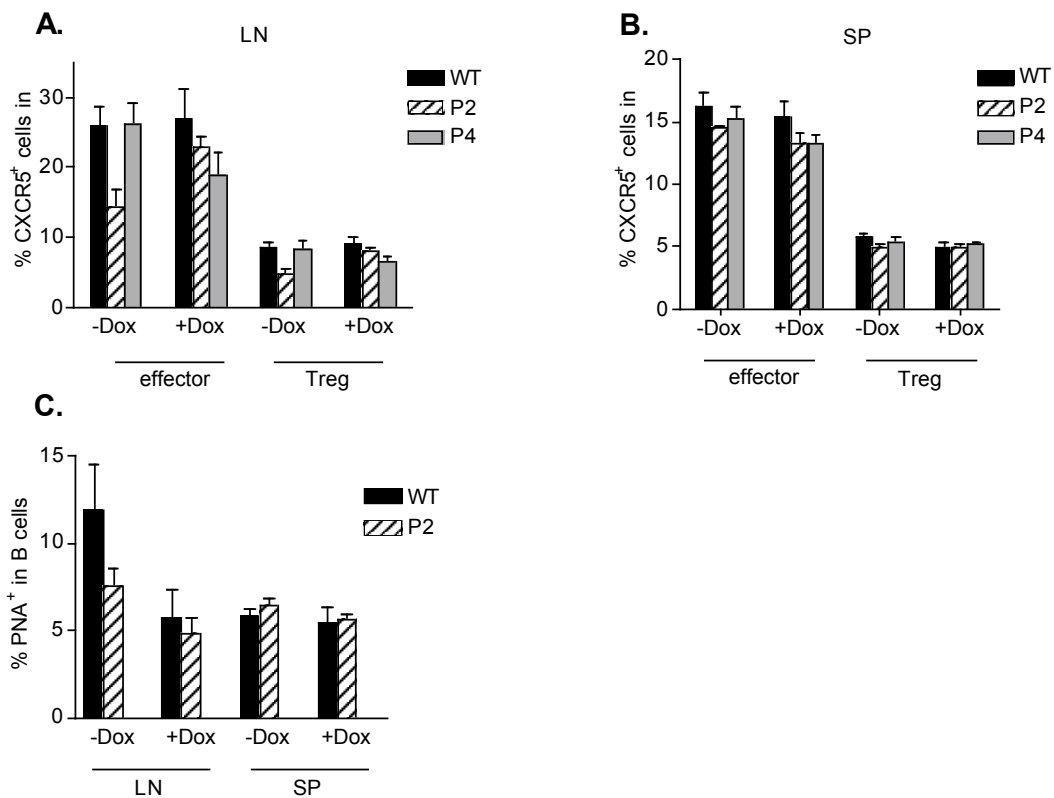 A.
LN
% CXCR5+ cells in
30
20
10
0
WT
P2
P4
-Dox +Dox -Dox +Dox
effector Treg
B.
SP
% CXCR5+ cells in
20
15
10
5
0
WT
P2
P4
-Dox +Dox -Dox +Dox
effector Treg
C.
% PNA+ in B cells
15
10
5
0
WT
P2
-Dox +Dox -Dox +Dox
LN SP